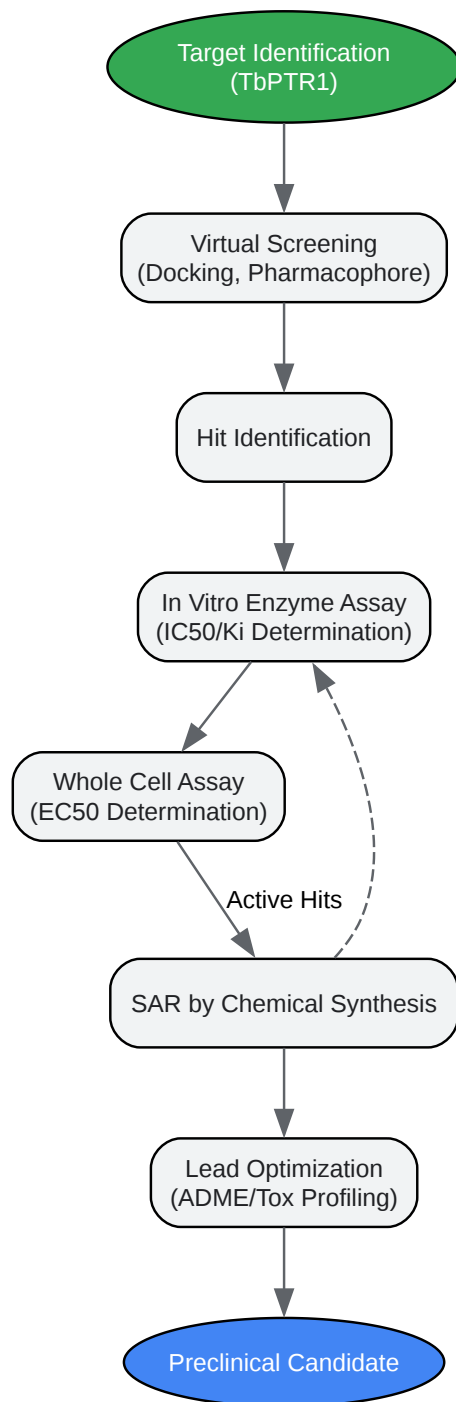 Target Identification
(TbPTR1)
Virtual Screening
(Docking, Pharmacophore)
Hit Identification
In Vitro Enzyme Assay
(IC50/Ki Determination)
Whole Cell Assay
(EC50 Determination)
Active Hits
SAR by Chemical Synthesis
Lead Optimization
(ADME/Tox Profiling)
Preclinical Candidate